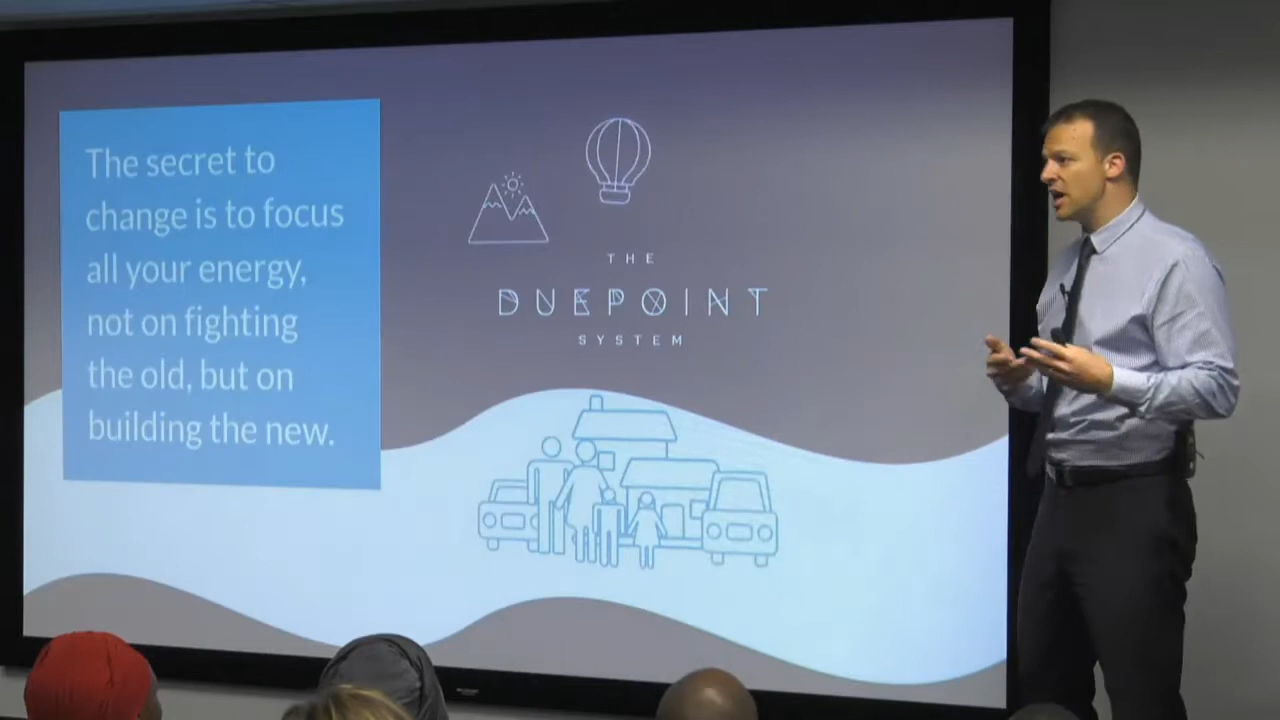 The secret to
change is to focus
all your energy,
not on fighting
the old, but on
building the new.
THE
DUEPOINT
SYSTEM